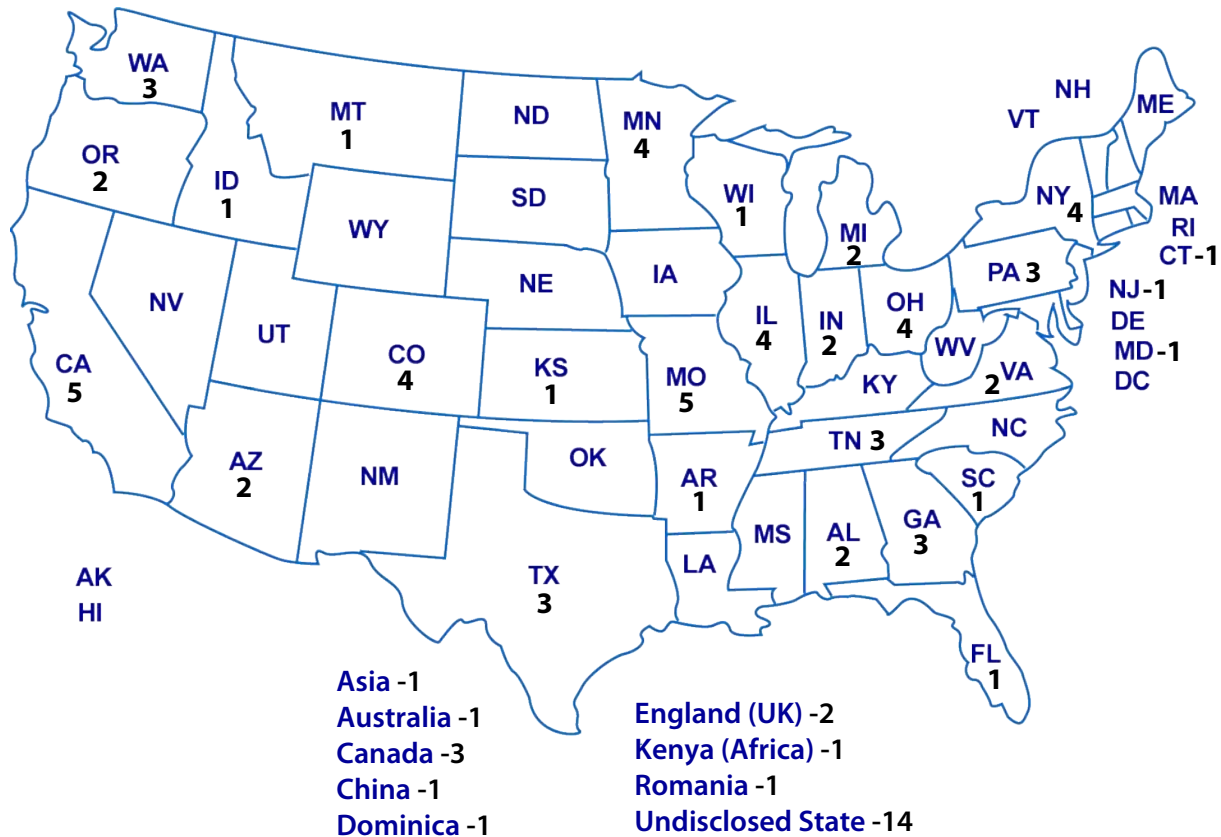 WA
3
MT
1
ND
MN
4
NH
VT
ME
OR
2
ID
1
SD
WI
1
MI
2
NY 4
MA
RI
CT -1
WY
PA 3
NJ -1
DE
MD -1
DC
NV
UT
NE
IA
IL
4
IN
2
OH
4
WV
CA
5
CO
4
KS
1
MO
5
KY
2 VA
AZ
2
NM
OK
AR
1
TN 3
NC
SC
1
MS
AL
2
GA
3
LA
TX
3
AK
HI
FL
1
Asia -1
Australia -1
Canada -3
China -1
Dominica -1
England (UK) -2
Kenya (Africa) -1
Romania -1
Undisclosed State -14